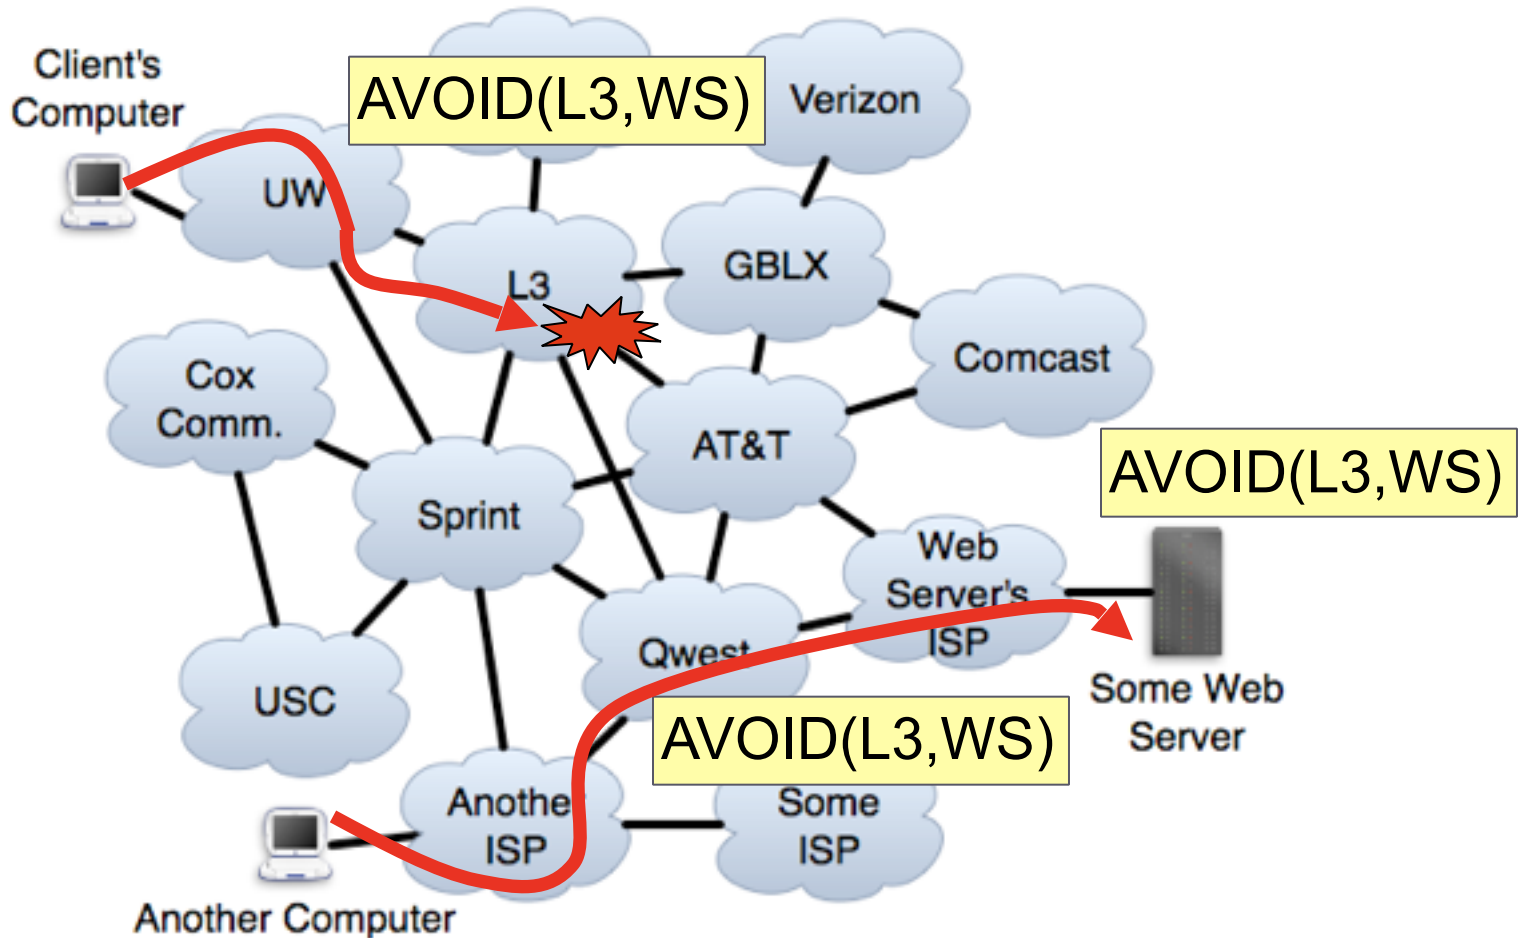 Client's
Computer
AVOID(L3,WS)
Verizon
UW
L3
GBLX
Comcast
Cox
Comm.
AT&T
AVOID(L3,WS)
Sprint
Web
Server's
ISP
Qwest
USC
Some Web
Server
AVOID(L3,WS)
Another
ISP
Some
ISP
Another Computer